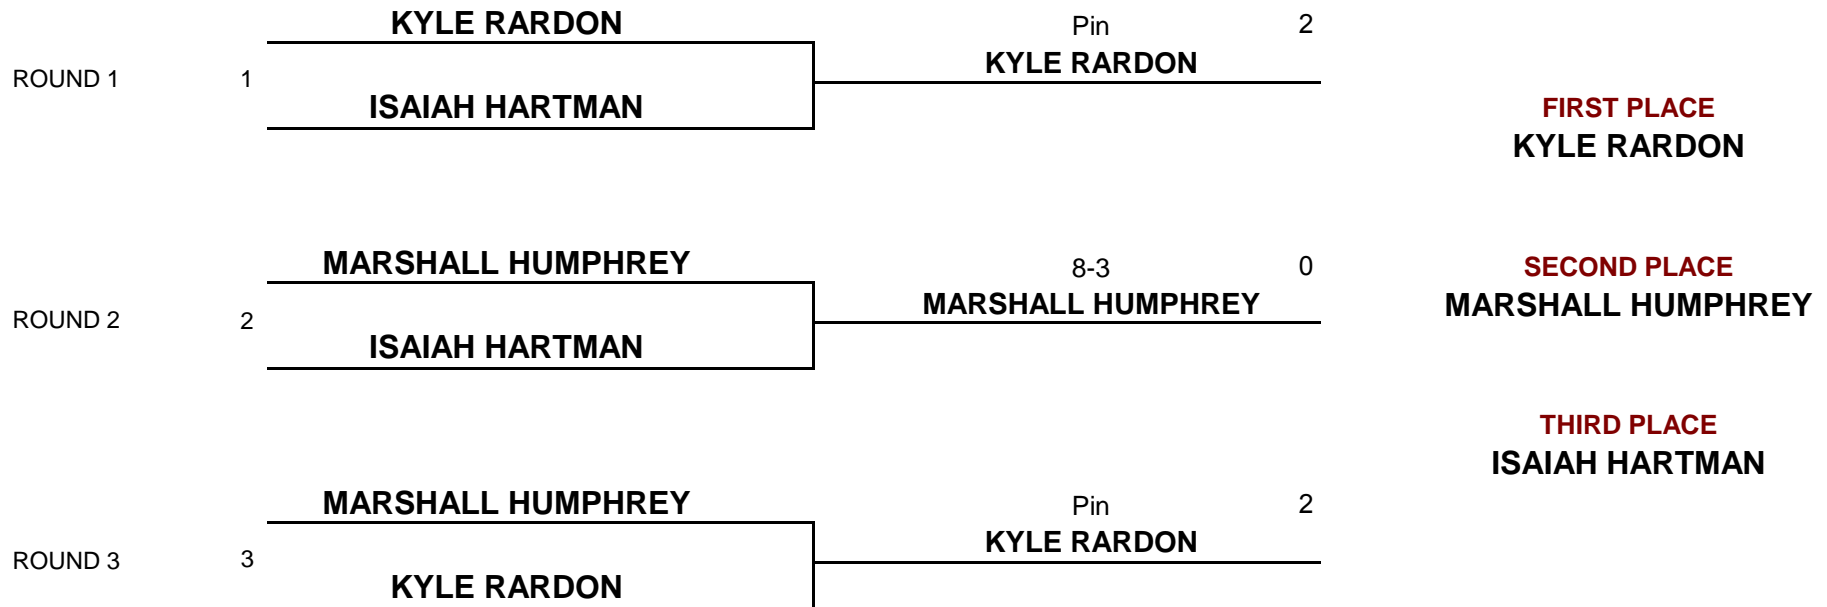 KYLE RARDON
Pin 2
KYLE RARDON
ROUND 1 1
ISAIAH HARTMAN
FIRST PLACE
KYLE RARDON
MARSHALL HUMPHREY
8-3 0
SECOND PLACE
MARSHALL HUMPHREY
MARSHALL HUMPHREY
ROUND 2 2
ISAIAH HARTMAN
THIRD PLACE
ISAIAH HARTMAN
MARSHALL HUMPHREY
Pin 2
KYLE RARDON
ROUND 3 3
KYLE RARDON